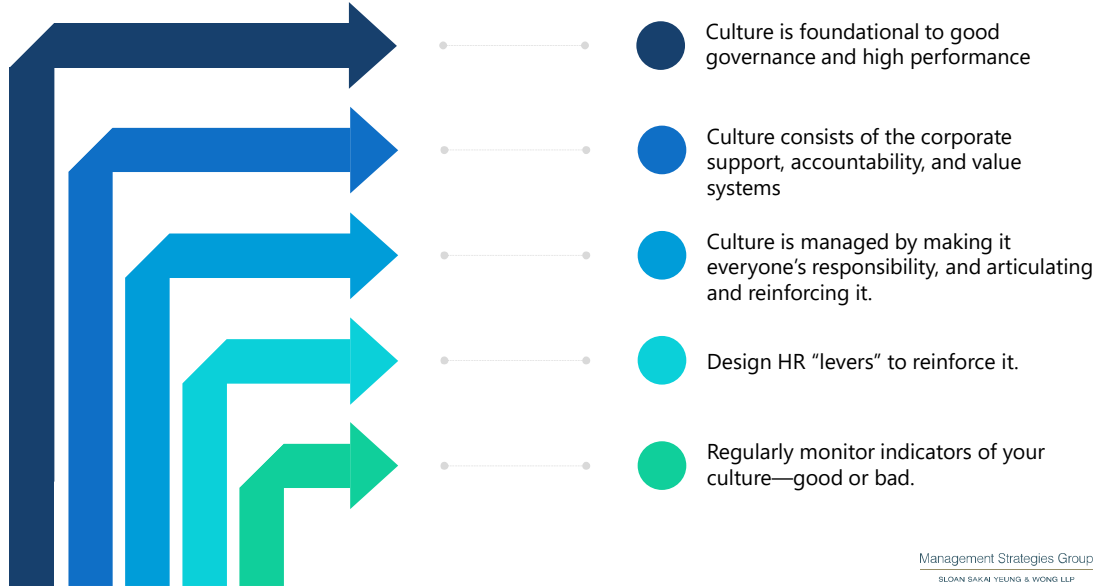 Culture is foundational to good
governance and high performance
Culture consists of the corporate
support, accountability, and value
systems
Culture is managed by making it
everyone’s responsibility, and articulating
and reinforcing it.
Design HR “levers” to reinforce it.
Regularly monitor indicators of your
culture—good or bad.
Management Strategies Group
SLOAN SAKAI YEUNG & WONG LLP